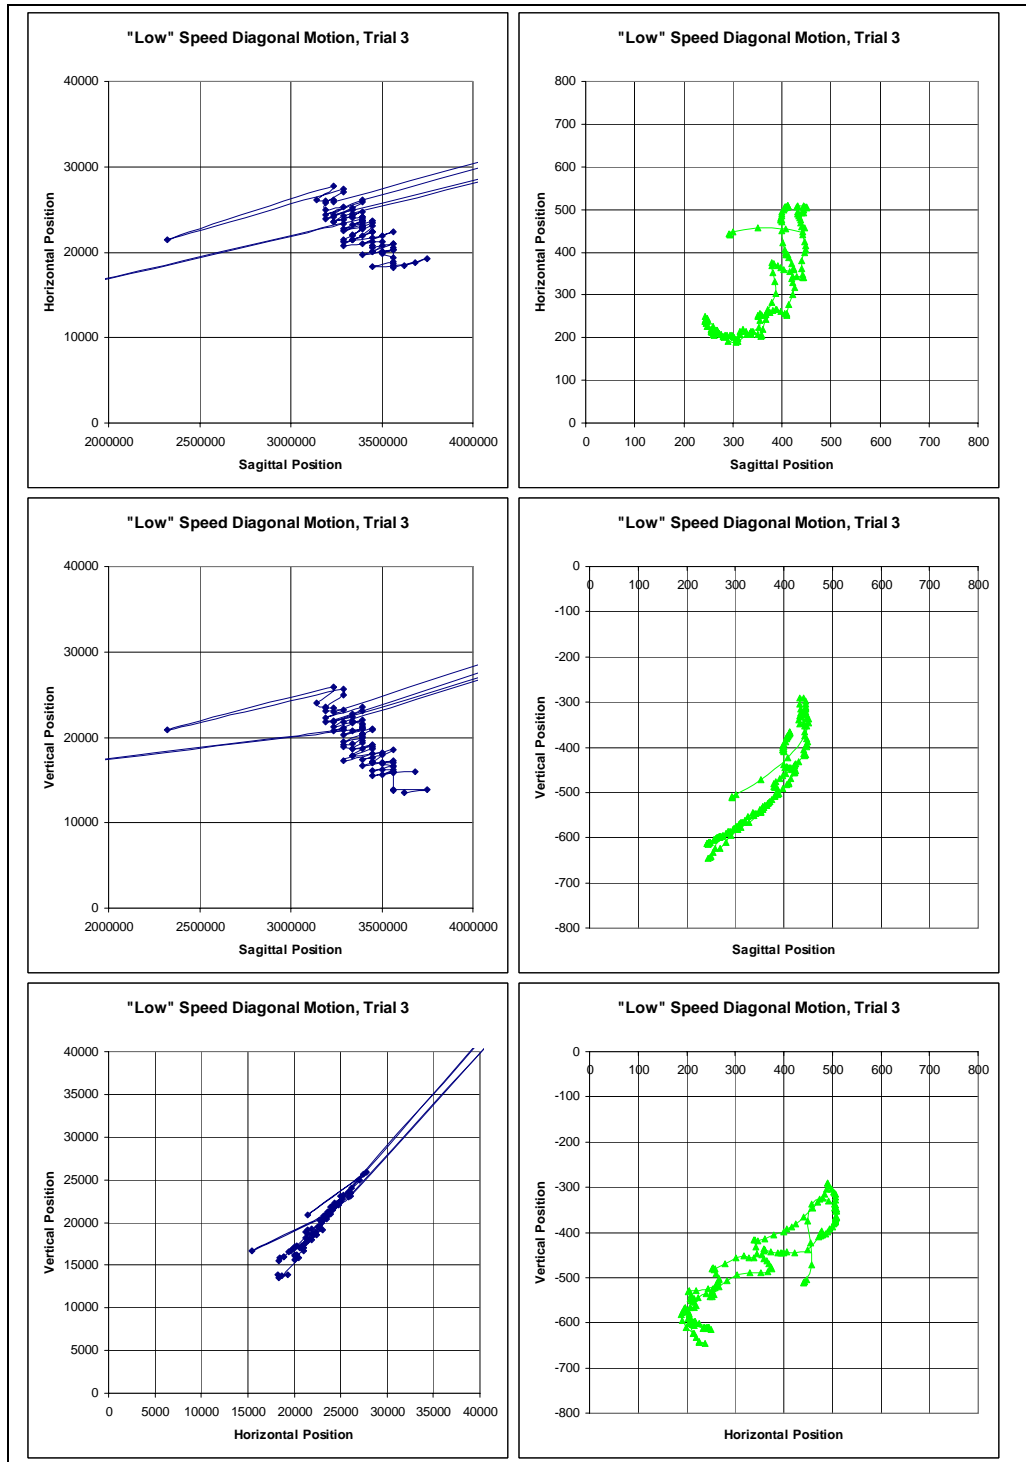 "Low" Speed Diagonal Motion, Trial 3
40000
30000
20000
10000
0
2000000 2500000 3000000 3500000 4000000
Horizontal Position
Sagittal Position
"Low" Speed Diagonal Motion, Trial 3
800
700
600
500
400
300
200
100
0
0 100 200 300 400 500 600 700 800
Horizontal Position
Sagittal Position
"Low" Speed Diagonal Motion, Trial 3
40000
30000
20000
10000
0
2000000 2500000 3000000 3500000 4000000
Vertical Position
Sagittal Position
"Low" Speed Diagonal Motion, Trial 3
0
0 100 200 300 400 500 600 700 800
-100
-200
-300
-400
-500
-600
-700
-800
Vertical Position
Sagittal Position
"Low" Speed Diagonal Motion, Trial 3
40000
35000
30000
25000
20000
15000
10000
5000
0
0 5000 10000 15000 20000 25000 30000 35000 40000
Vertical Position
Horizontal Position
"Low" Speed Diagonal Motion, Trial 3
0
0 100 200 300 400 500 600 700 800
-100
-200
-300
-400
-500
-600
-700
-800
Vertical Position
Horizontal Position